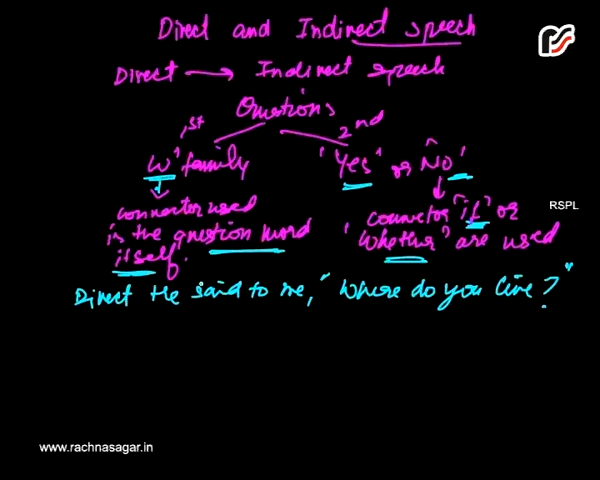 Direct and Indirect speech
Direct → Indirect speech
Questions
1st 2nd
'W' family 'Yes' or 'No'
RSPL
connector used connector "if" or
is the question word 'whether' are used
itself.
Direct He said to me, "Where do you live?"
www.rachnasagar.in